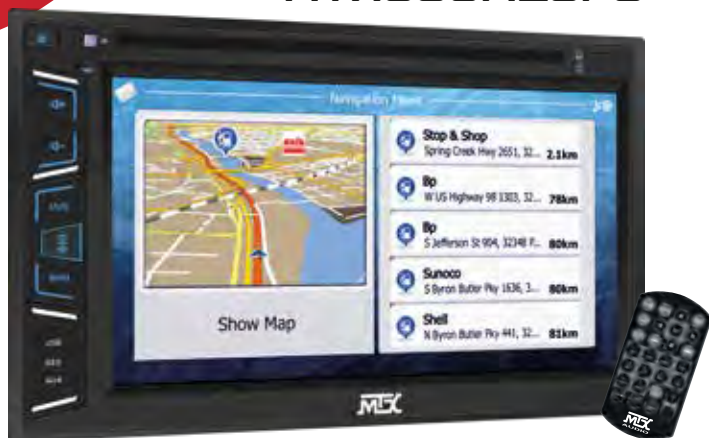 Navigation Menu
Stop & Shop
Spring Creek Hwy 2651, 32... 2.1km
Bp
W US Highway 98 1303, 32... 78km
Bp
S Jefferson St 904, 32348 P... 80km
Sunoco
S Byron Butler Pky 1636, 3... 80km
Shell
N Byron Butler Pky 441, 32... 81km
Show Map
MTX
MTX
AUDIO